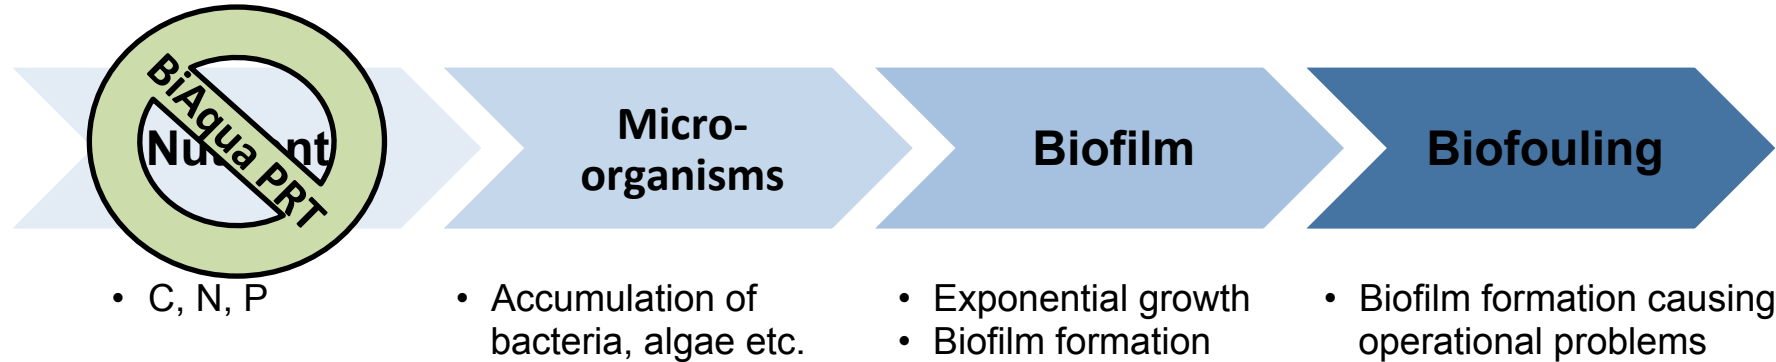 BiAqua PRT
Micro-
organisms
Biofilm
Biofouling
• C, N, P
• Accumulation of
bacteria, algae etc.
• Exponential growth
• Biofilm formation
• Biofilm formation causing
operational problems